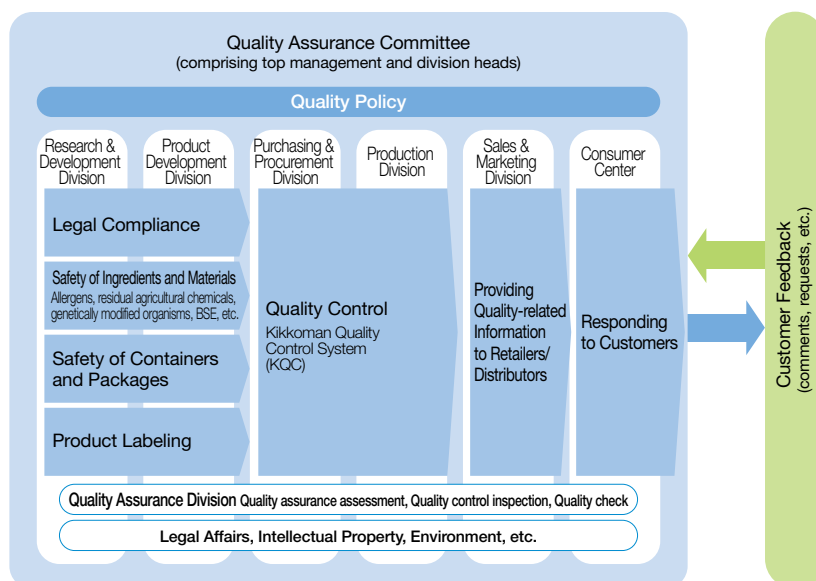 Quality Assurance Committee
(comprising top management and division heads)
Quality Policy
Research &
Development
Division
Product
Development
Division
Purchasing &
Procurement
Division
Production
Division
Sales &
Marketing
Division
Consumer
Center
Legal Compliance
Safety of Ingredients and Materials
Allergens, residual agricultural chemicals,
genetically modified organisms, BSE, etc.
Safety of Containers
and Packages
Product Labeling
Quality Control
Kikkoman Quality
Control System
(KQC)
Providing
Quality-related
Information
to Retailers/
Distributors
Responding
to Customers
Quality Assurance Division Quality assurance assessment, Quality control inspection, Quality check
Legal Affairs, Intellectual Property, Environment, etc.
Customer Feedback
(comments, requests, etc.)